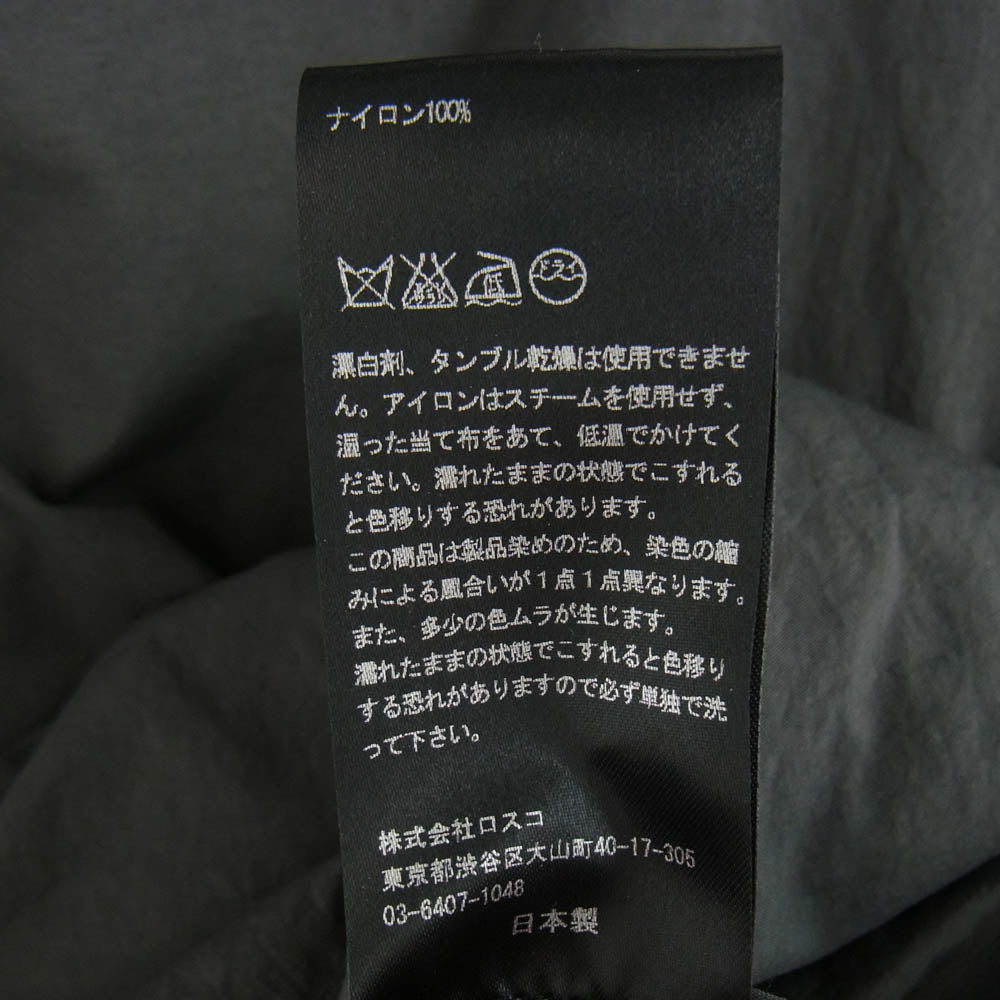 ナイロン100%
エンソサラシ 低 ドライ
漂白剤、タンブル乾燥は使用できませ
ん。アイロンはスチームを使用せず、
湿った当て布をあて、低温でかけてく
ださい。濡れたままの状態でこすれる
と色移りする恐れがあります。
この商品は製品染めのため、染色の縮
みによる風合いが1点1点異なります。
また、多少の色ムラが生じます。
濡れたままの状態でこすれると色移り
する恐れがありますので必ず単独で洗
って下さい。
株式会社ロスコ
東京都渋谷区大山町40-17-305
03-6407-1048
日本製